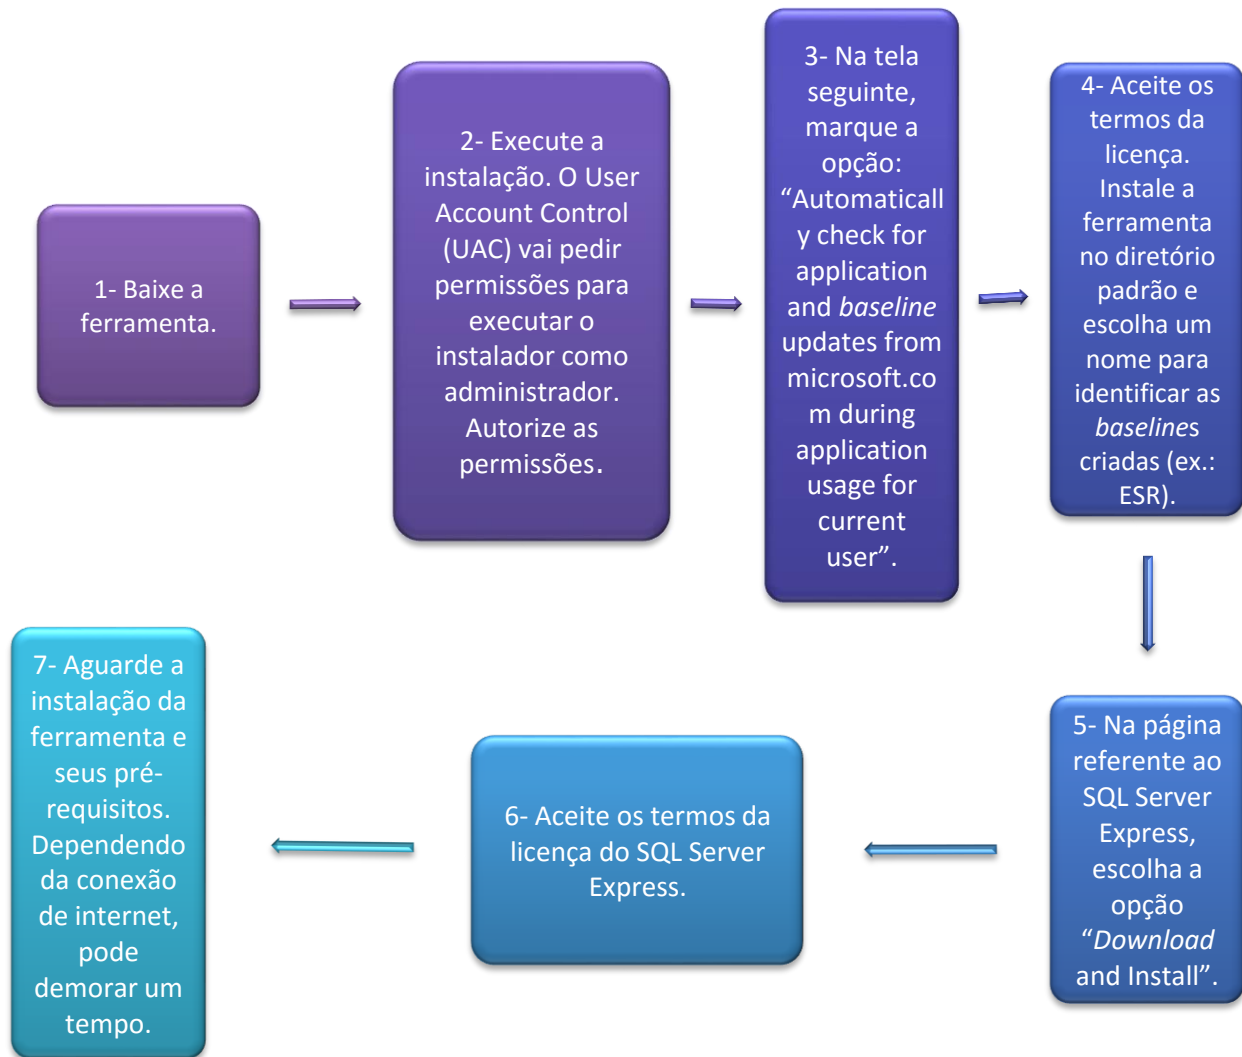 1- Baixe a
ferramenta.
2- Execute a
instalação. O User
Account Control
(UAC) vai pedir
permissões para
executar o
instalador como
administrador.
Autorize as
permissões.
3- Na tela
seguinte,
marque a
opção:
“Automaticall
y check for
application
and baseline
updates from
microsoft.co
m during
application
usage for
current
user”.
4- Aceite os
termos da
licença.
Instale a
ferramenta
no diretório
padrão e
escolha um
nome para
identificar as
baselines
criadas (ex.:
ESR).
5- Na página
referente ao
SQL Server
Express,
escolha a
opção
“Download
and Install”.
6- Aceite os termos da
licença do SQL Server
Express.
7- Aguarde a
instalação da
ferramenta e
seus pré-
requisitos.
Dependendo
da conexão
de internet,
pode
demorar um
tempo.